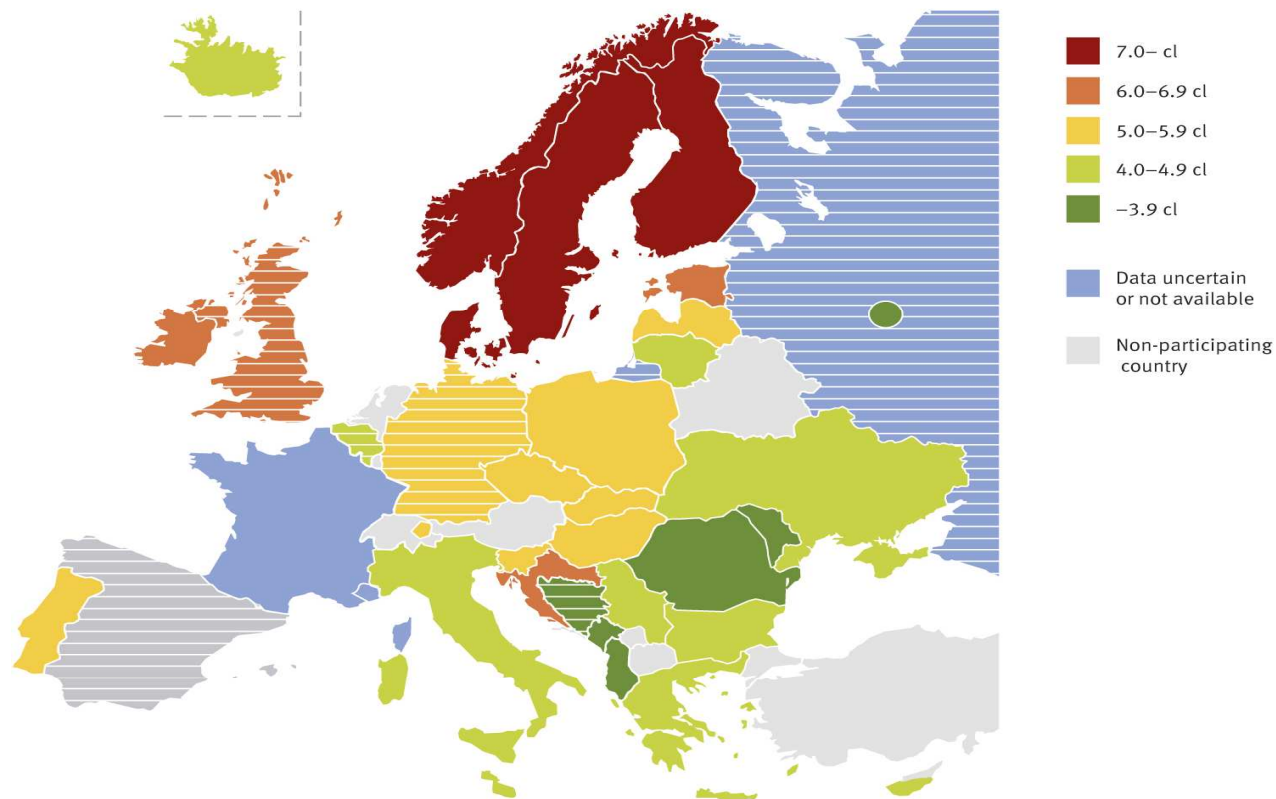 7.0– cl
6.0–6.9 cl
5.0–5.9 cl
4.0–4.9 cl
–3.9 cl
Data uncertain
or not available
Non-participating
country